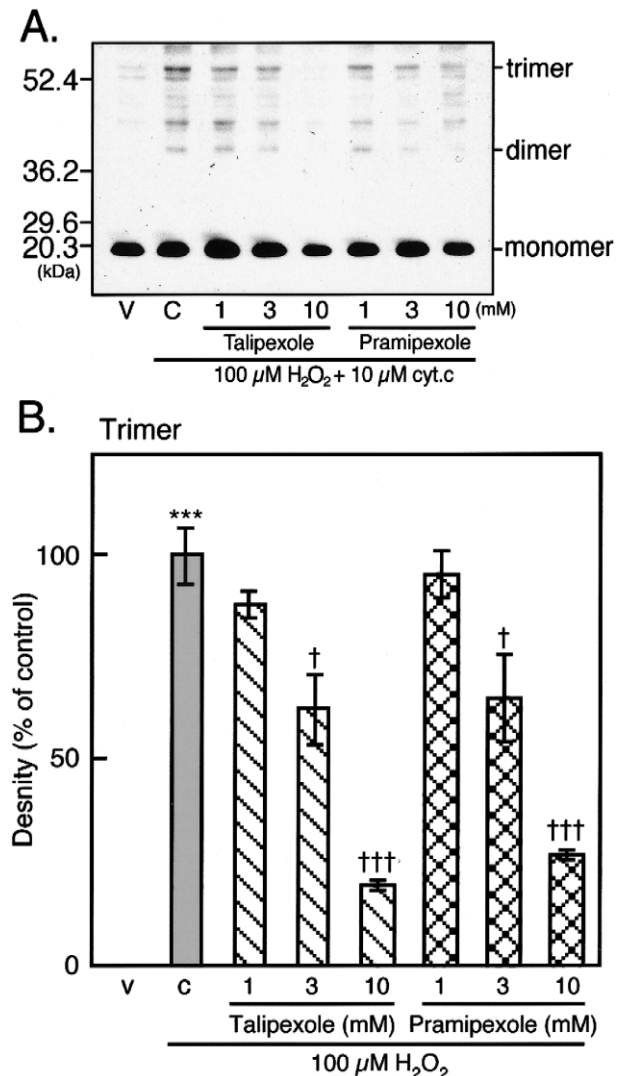 A.
52.4
36.2
29.6
20.3
(kDa)
trimer
dimer
monomer
V C 1 3 10 1 3 10 (mM)
Talipexole Pramipexole
100 µM H₂O₂ + 10 µM cyt.c
B. Trimer
Desnity (% of control)
100
50
0
***
†
†††
†
†††
v c 1 3 10 1 3 10
Talipexole (mM) Pramipexole (mM)
100 µM H₂O₂